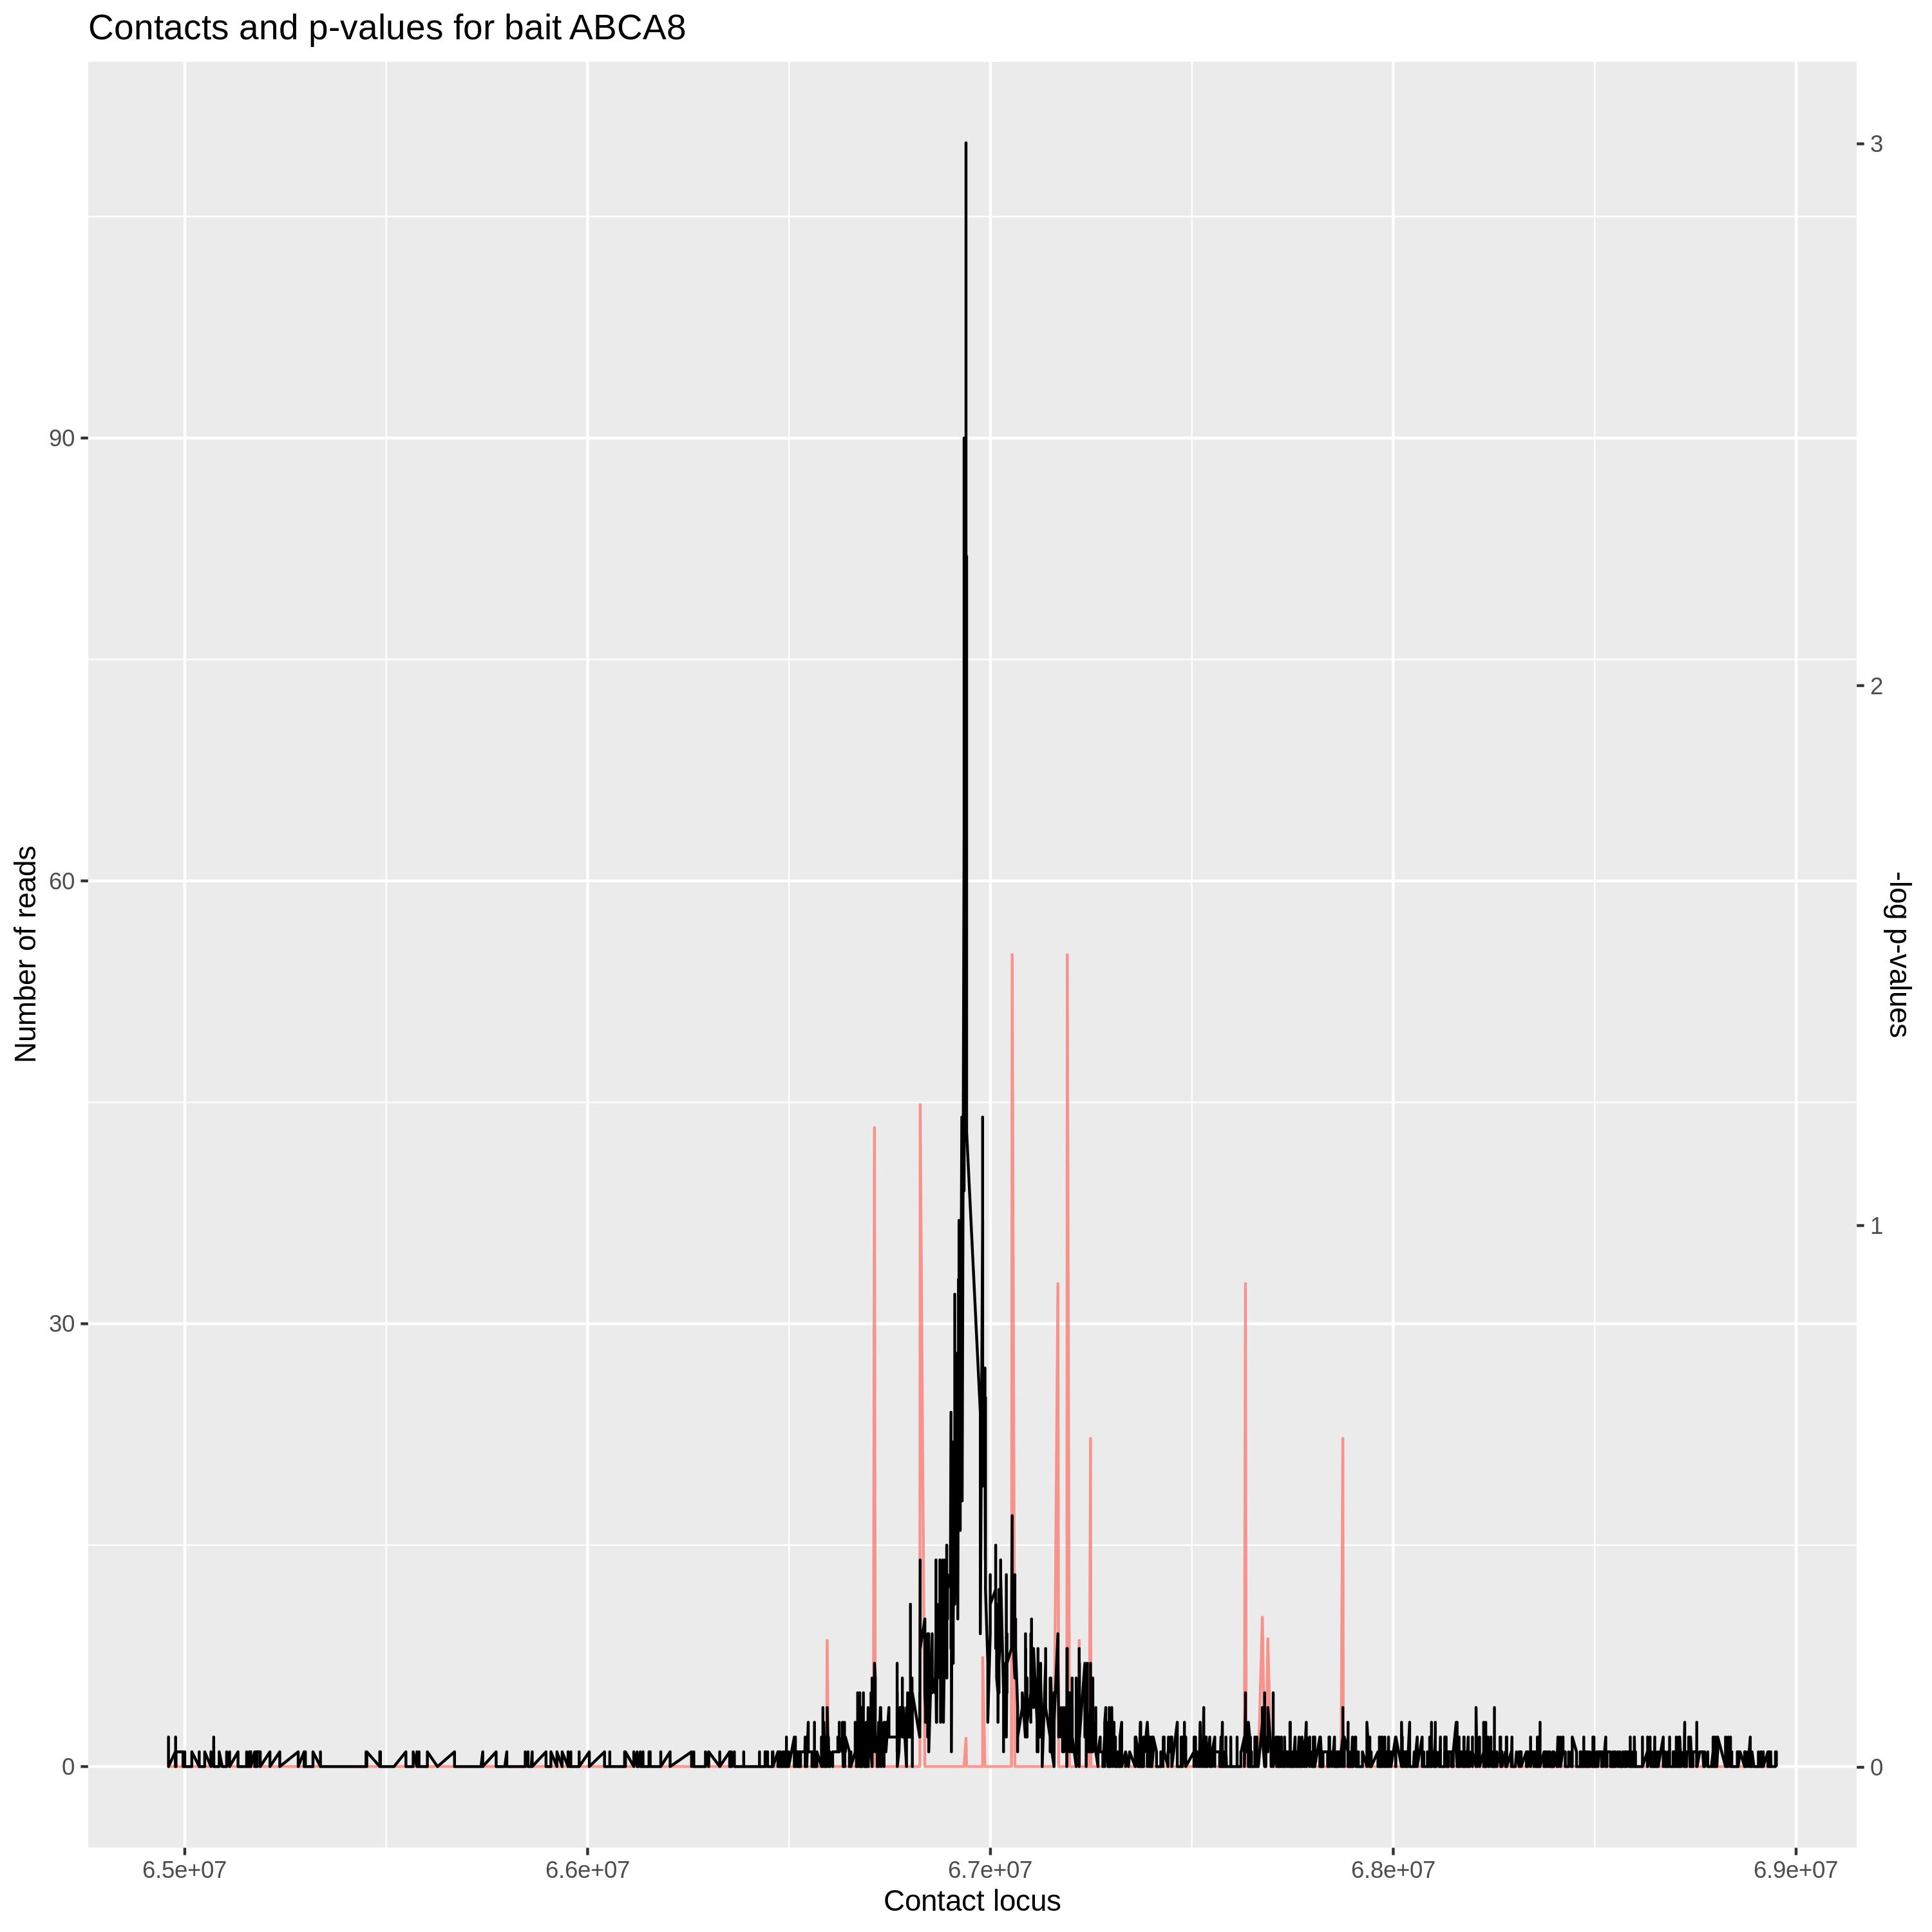 Contacts and p-values for bait ABCA8
Number of reads
90
60
30
0
3
2
1
0
-log p-values
6.5e+07 6.6e+07 6.7e+07 6.8e+07 6.9e+07
Contact locus